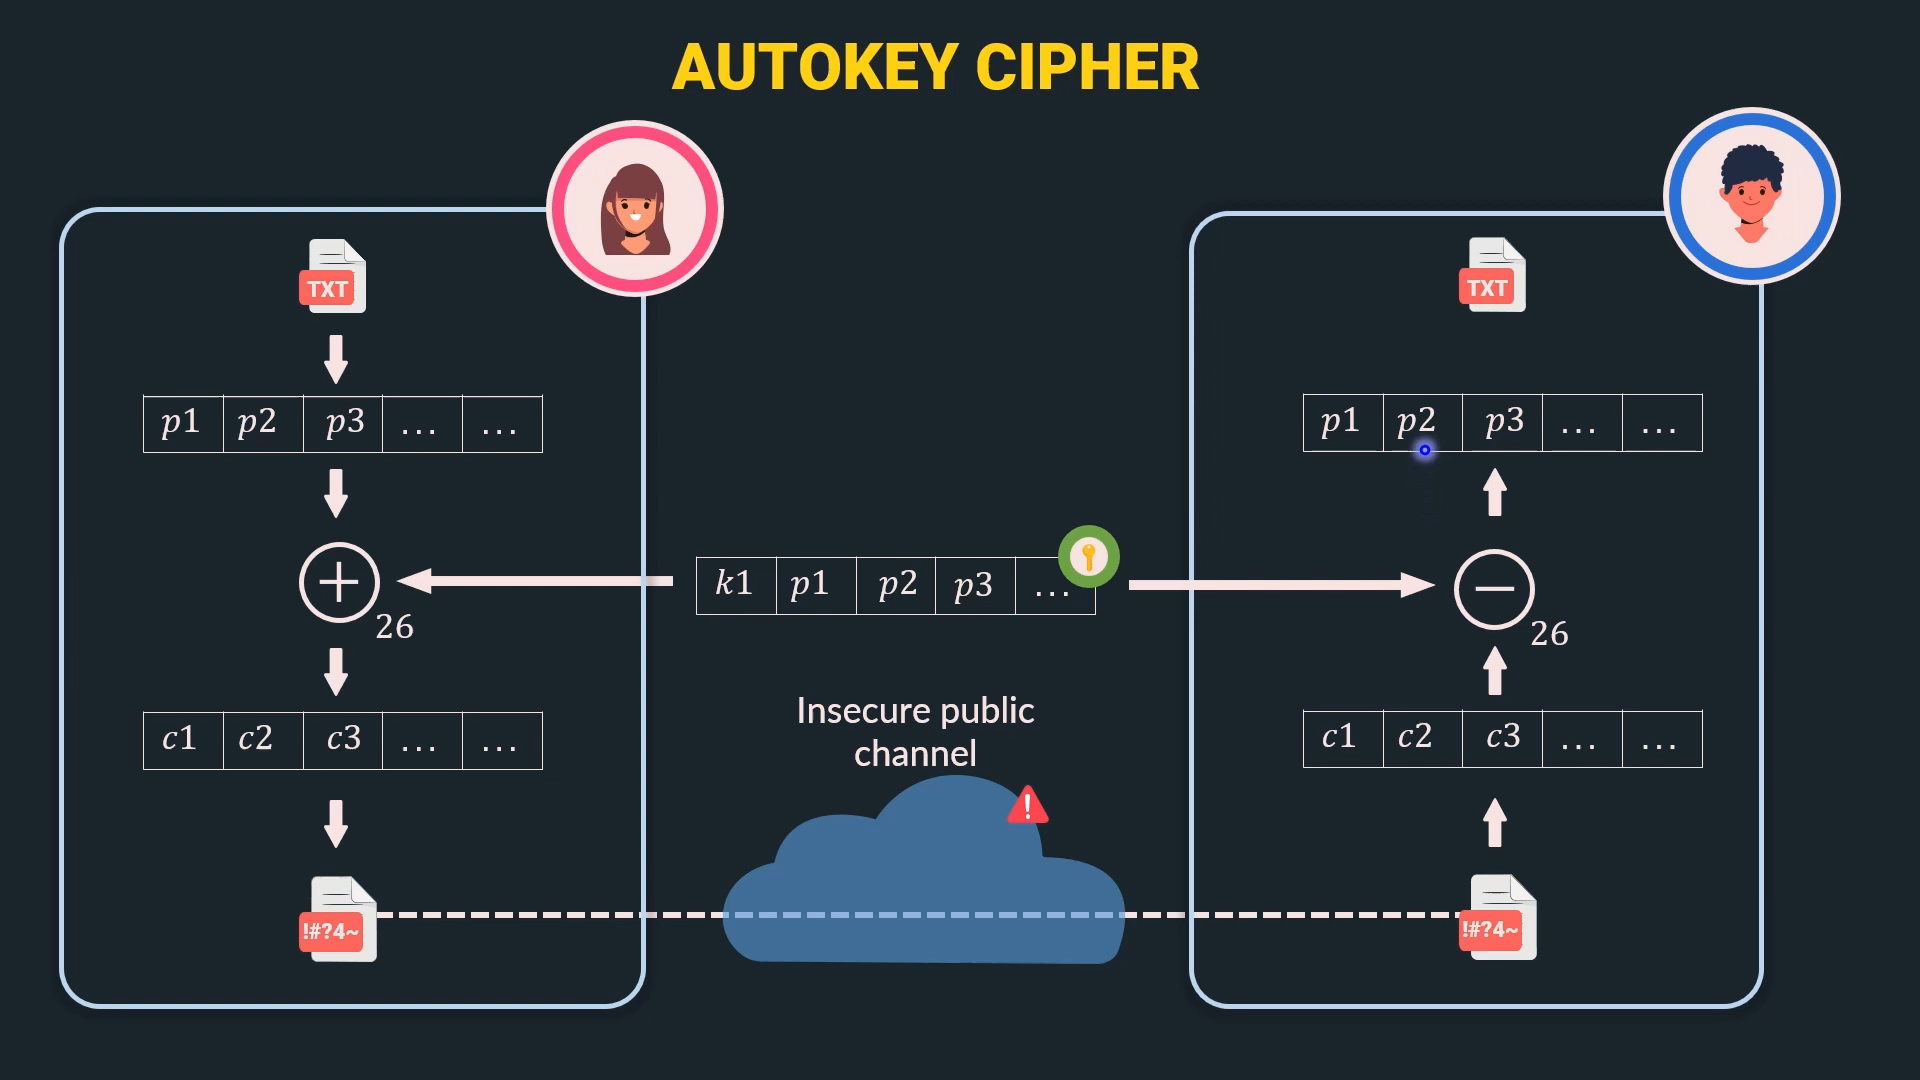 AUTOKEY CIPHER
TXT
p1 p2 p3 ... ...
26
c1 c2 c3 ... ...
!#?4~
k1 p1 p2 p3 ...
Insecure public
channel
!
TXT
p1 p2 p3 ... ...
26
c1 c2 c3 ... ...
!#?4~